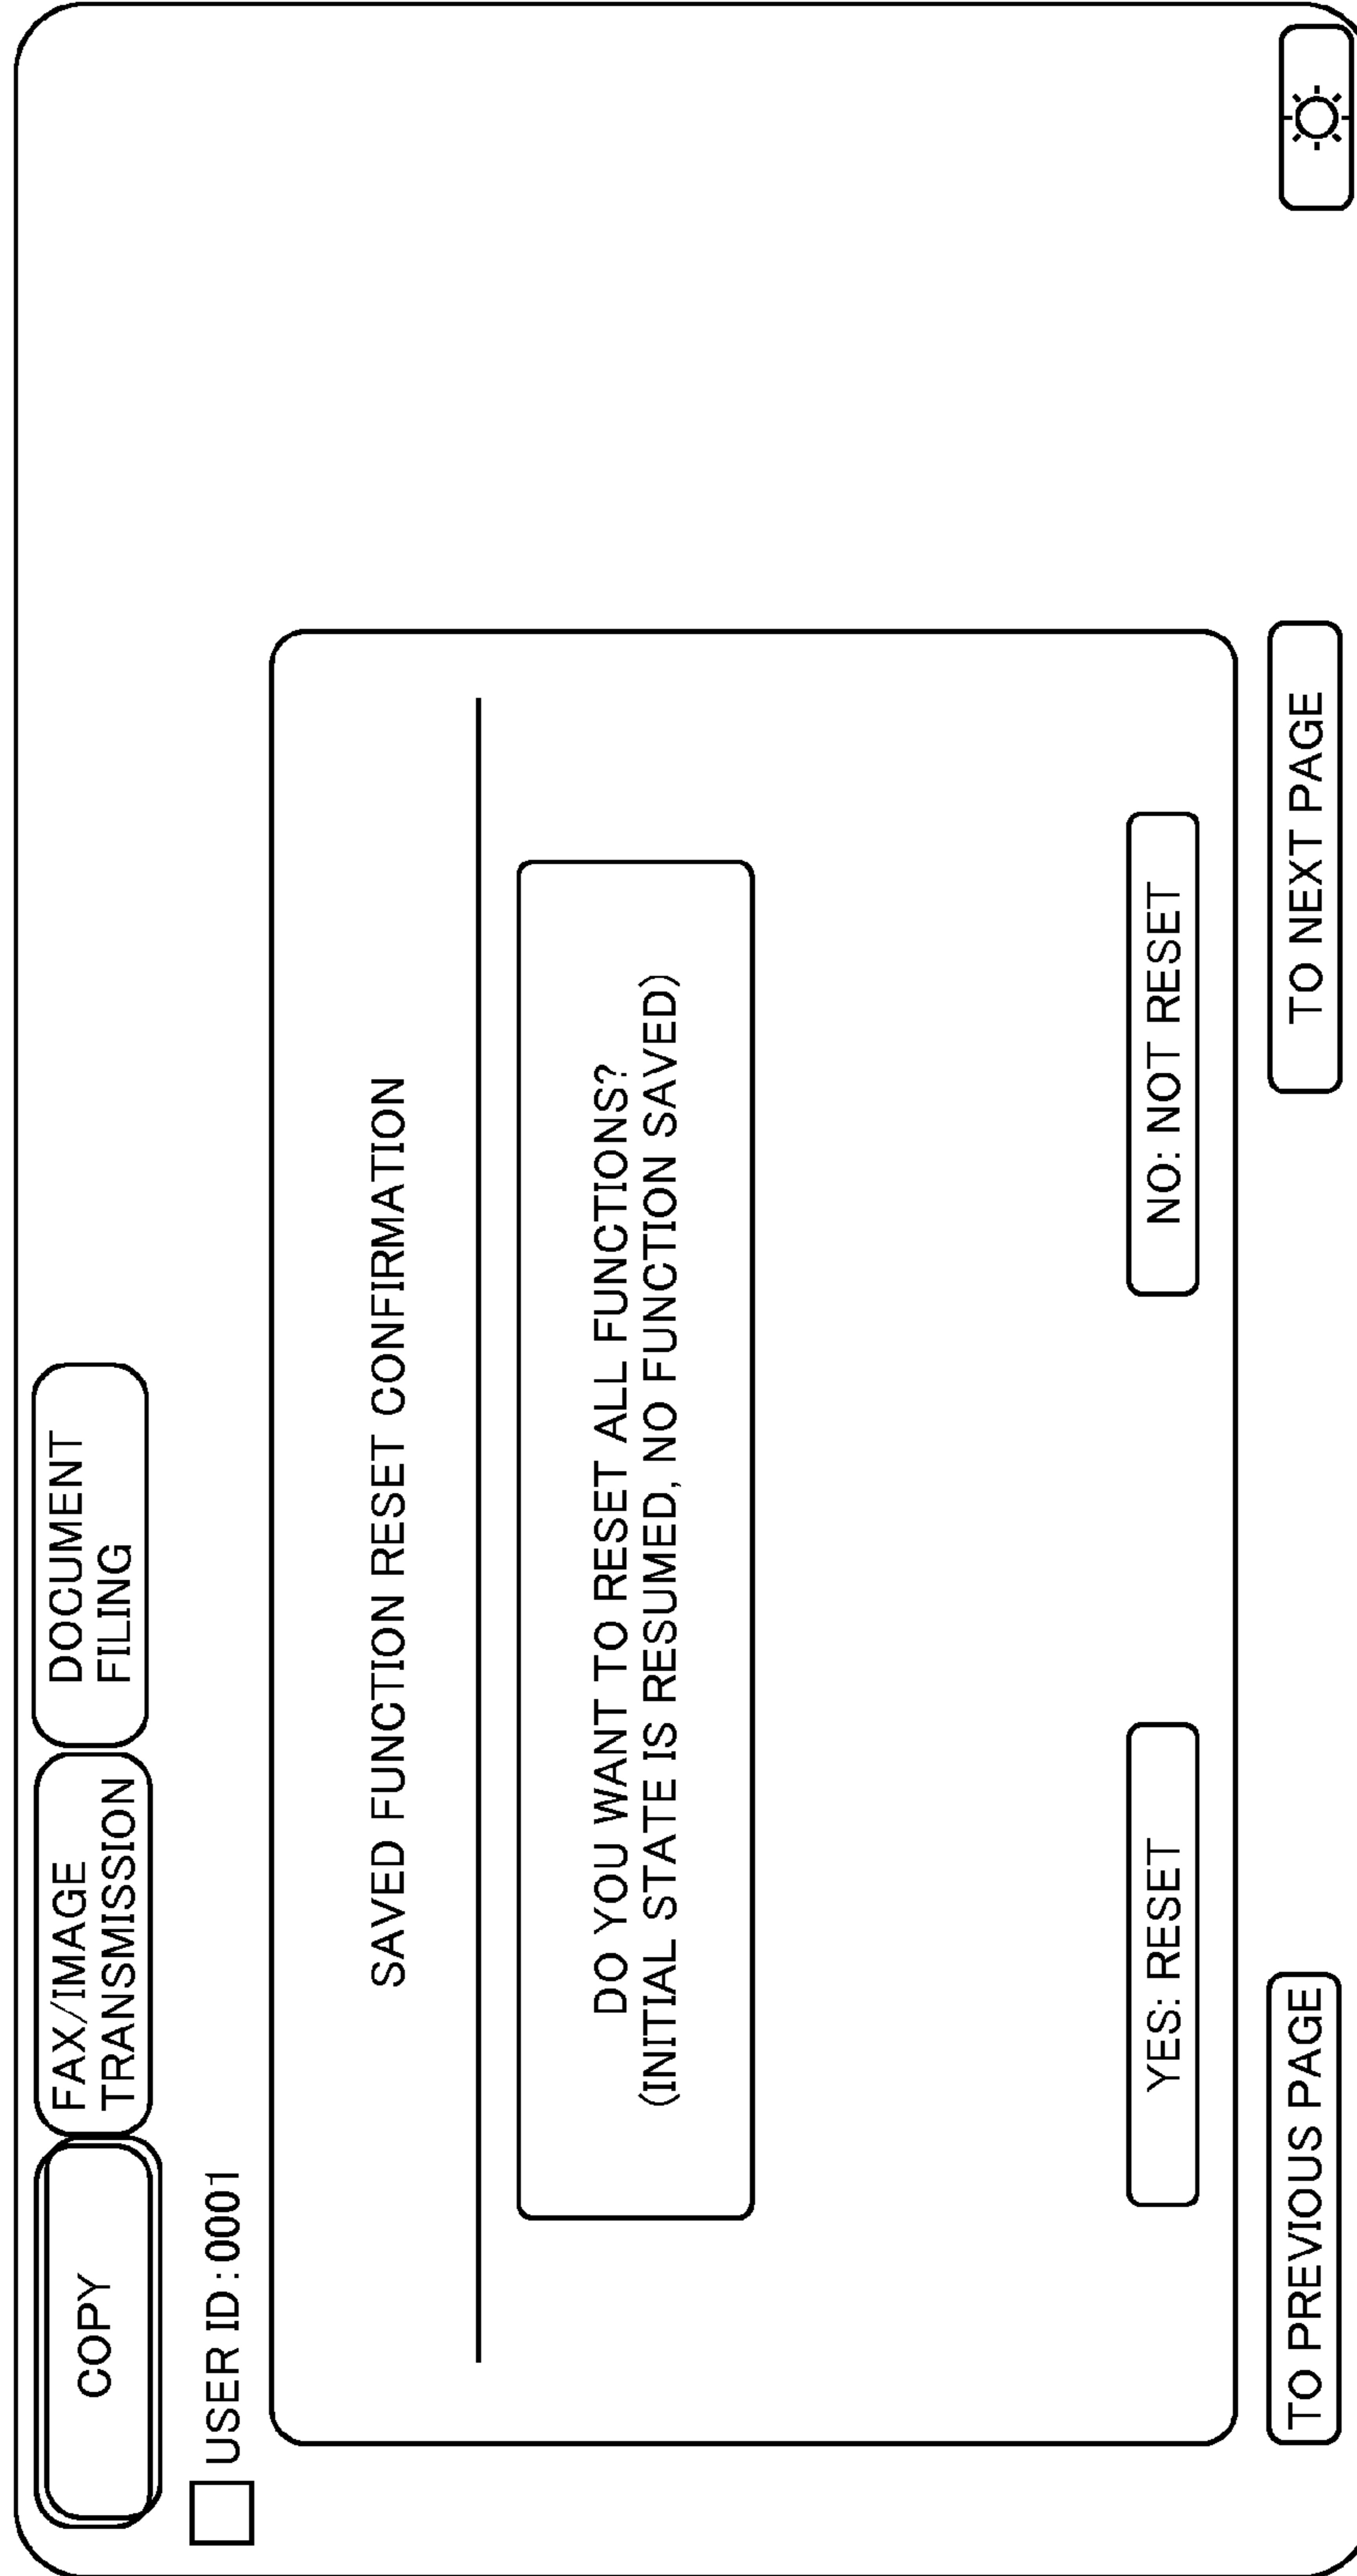 COPY
FAX/IMAGE
TRANSMISSION
DOCUMENT
FILING
USER ID:0001
SAVED FUNCTION RESET CONFIRMATION
DO YOU WANT TO RESET ALL FUNCTIONS?
(INITIAL STATE IS RESUMED, NO FUNCTION SAVED)
YES: RESET
NO: NOT RESET
TO PREVIOUS PAGE
TO NEXT PAGE